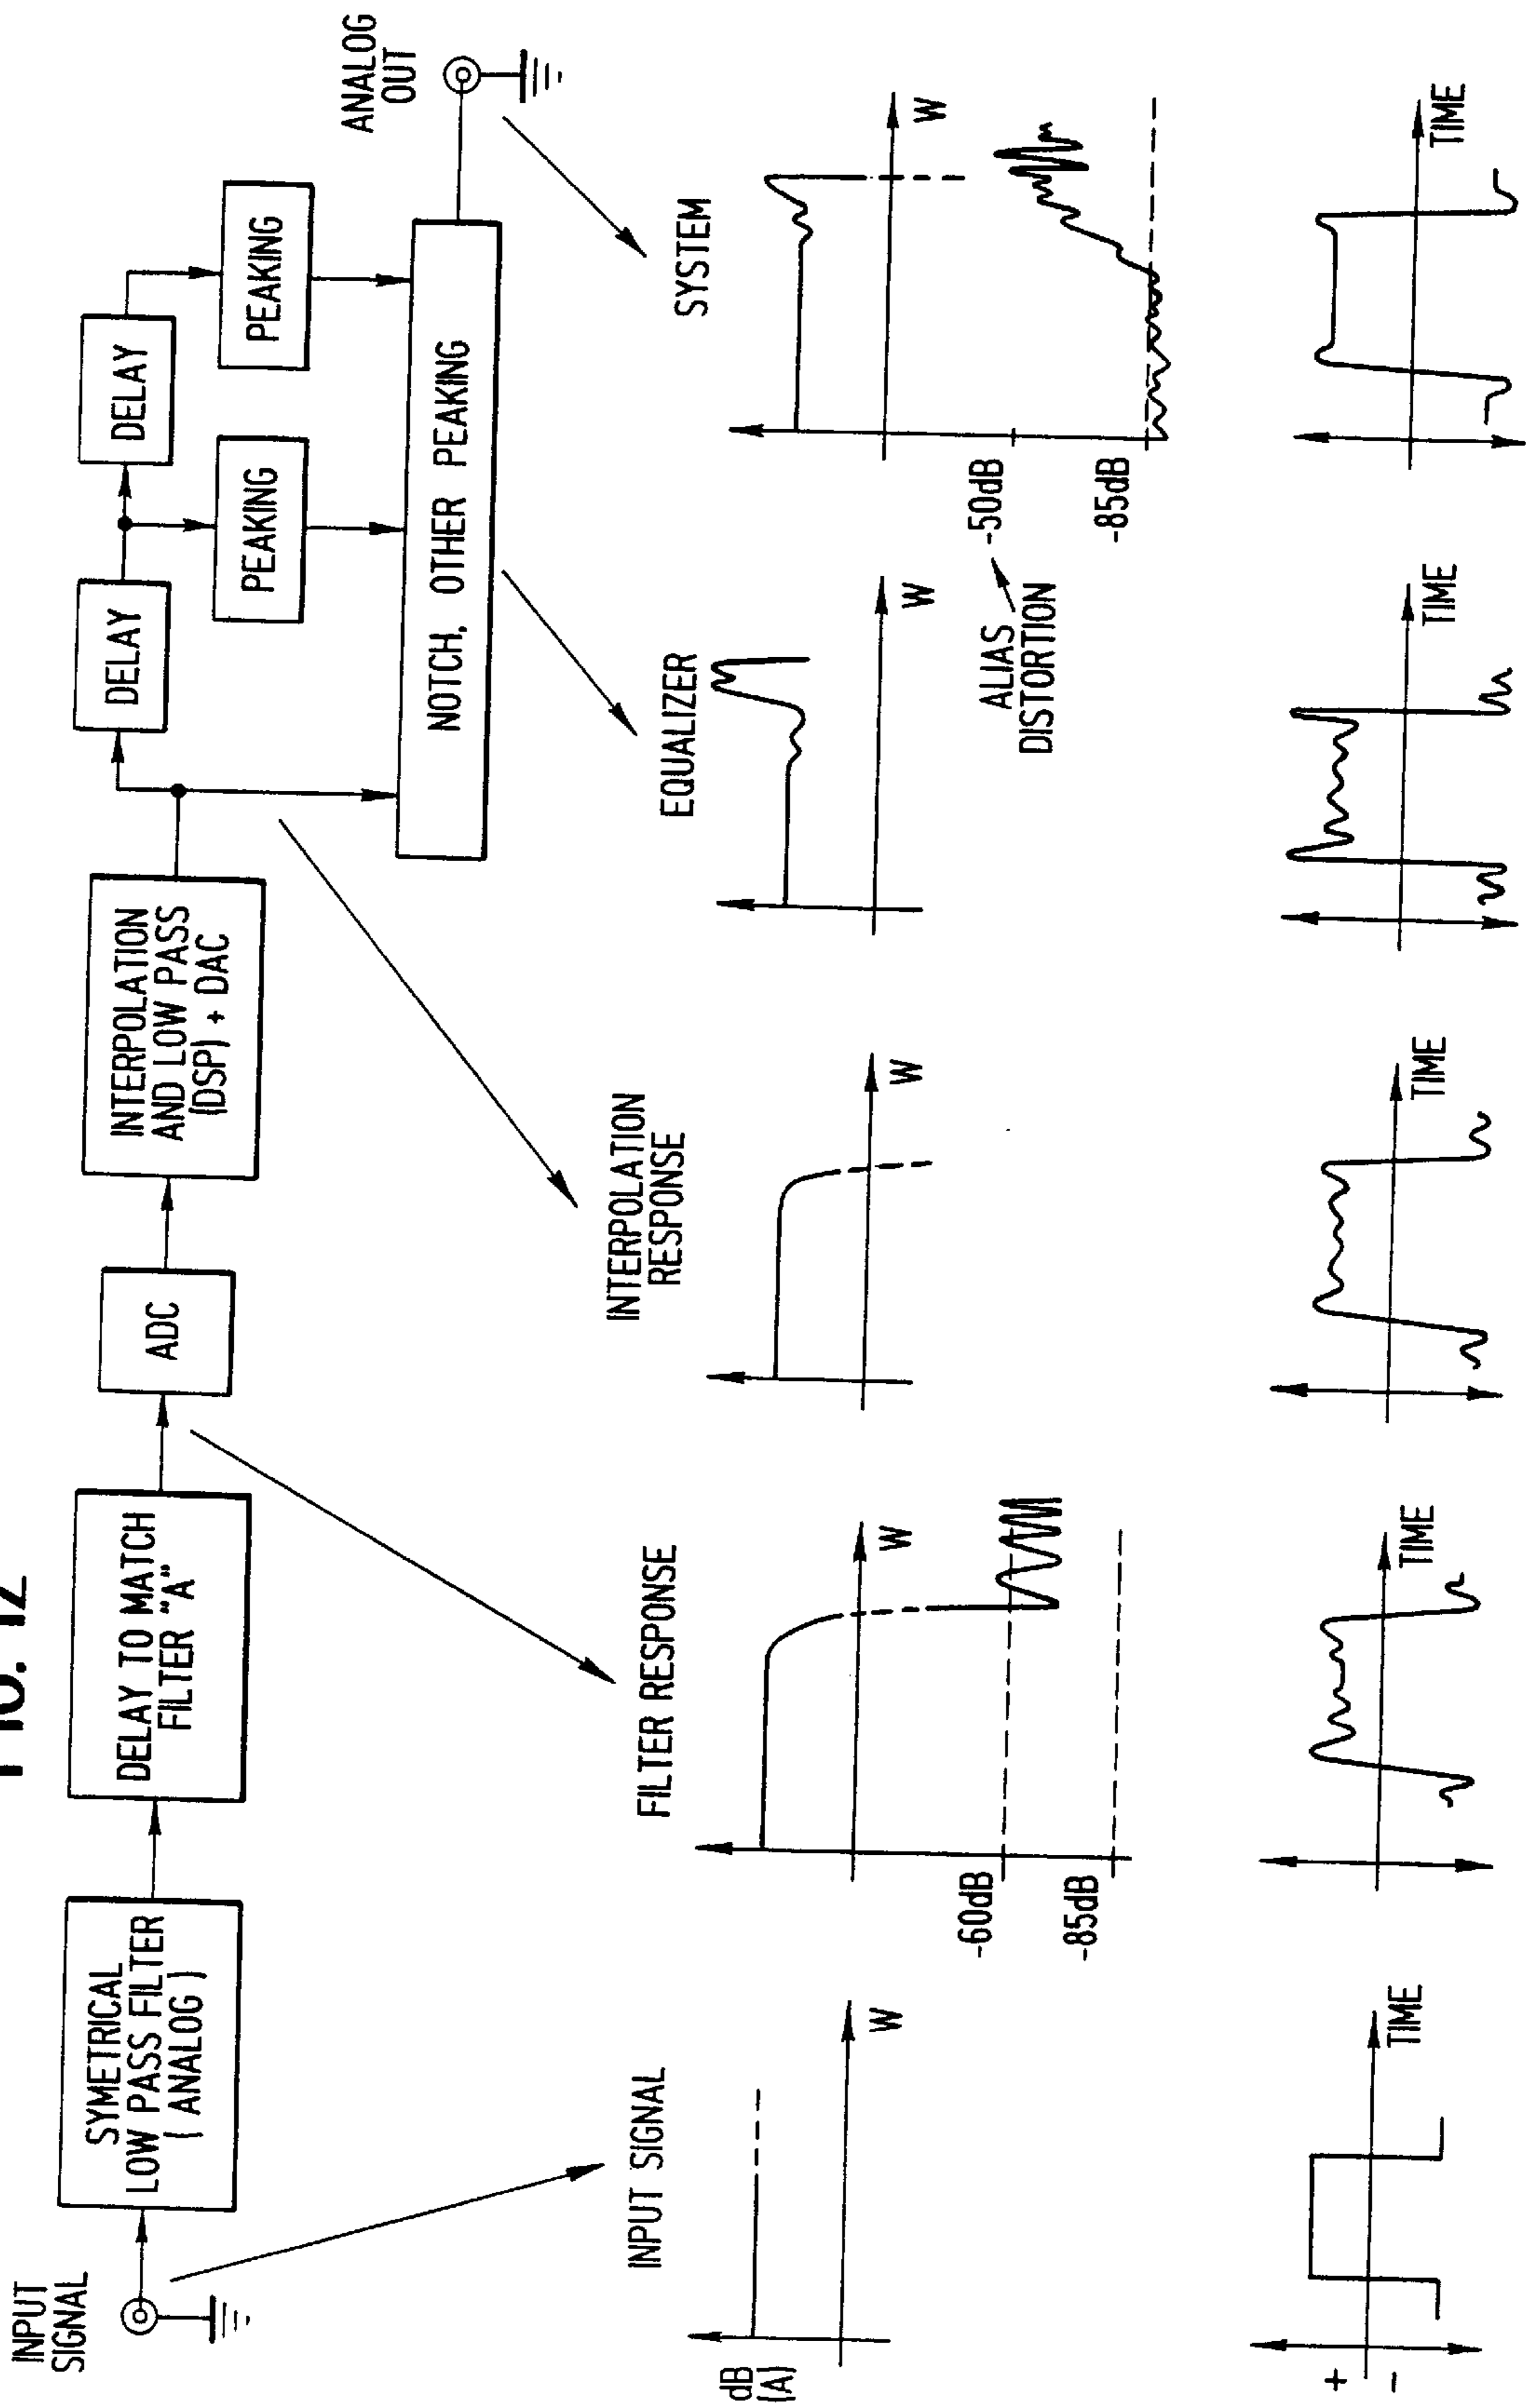 FIG. 12
INPUT
SIGNAL
SYMETRICAL
LOW PASS FILTER
( ANALOG )
DELAY TO MATCH
FILTER "A"
ADC
INTERPOLATION
AND LOW PASS
(DSP) + DAC
DELAY
DELAY
PEAKING
PEAKING
NOTCH, OTHER PEAKING
ANALOG
OUT
INPUT SIGNAL
dB
(A)
W
FILTER RESPONSE
W
-60dB
-85dB
INTERPOLATION
RESPONSE
W
EQUALIZER
W
ALIAS
DISTORTION
SYSTEM
W
-50dB
-85dB
+
-
TIME
TIME
TIME
TIME
TIME